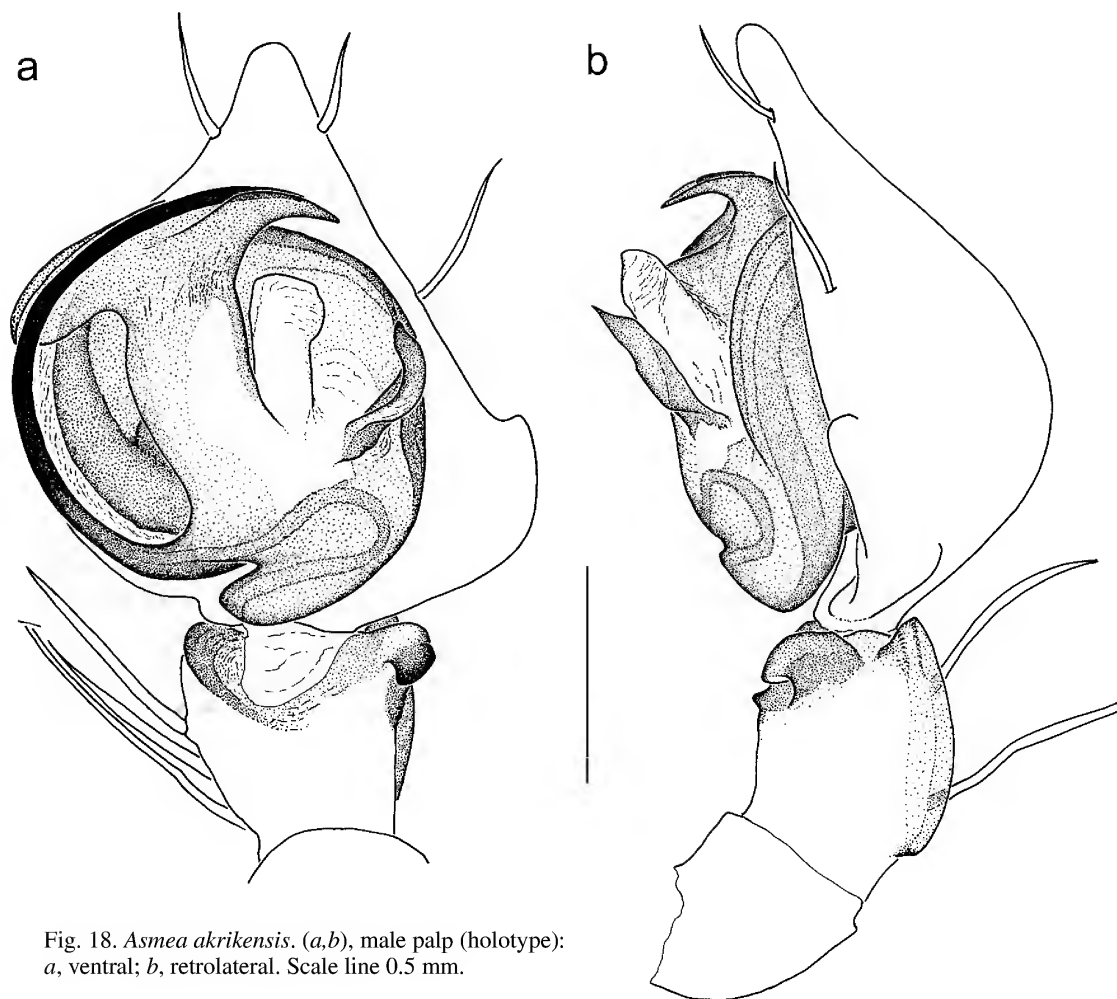 a
b
Fig. 18. Asmea akrikensis. (a,b), male palp (holotype):
a, ventral; b, retrolateral. Scale line 0.5 mm.